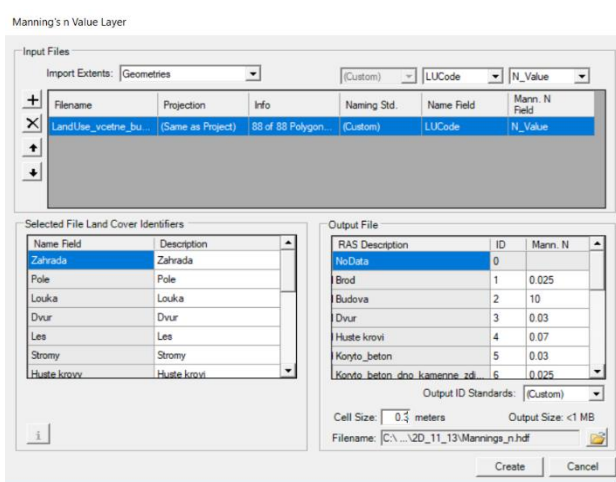 Manning's n Value Layer
Input Files
Import Extents: Geometries (Custom) LUCode N_Value
Filename Projection Info Naming Std. Name Field Mann. N Field
LandUse_vcetne_bu... (Same as Project) 88 of 88 Polygon... (Custom) LUCode N_Value
Selected File Land Cover Identifiers
Name Field Description
Zahrada Zahrada
Pole Pole
Louka Louka
Dvur Dvur
Les Les
Stromy Stromy
Huste krovy Huste krovi
Output File
RAS Description ID Mann. N
NoData 0
Brod 1 0.025
Budova 2 10
Dvur 3 0.03
Huste krovi 4 0.07
Koryto_beton 5 0.03
Koryto_beton_dno_kamenne_zdi... 6 0.025
Output ID Standards: (Custom)
Cell Size: meters Output Size: <1 MB
Filename: C:\ ...\2D_11_13\Mannings_n.hdf
Create Cancel